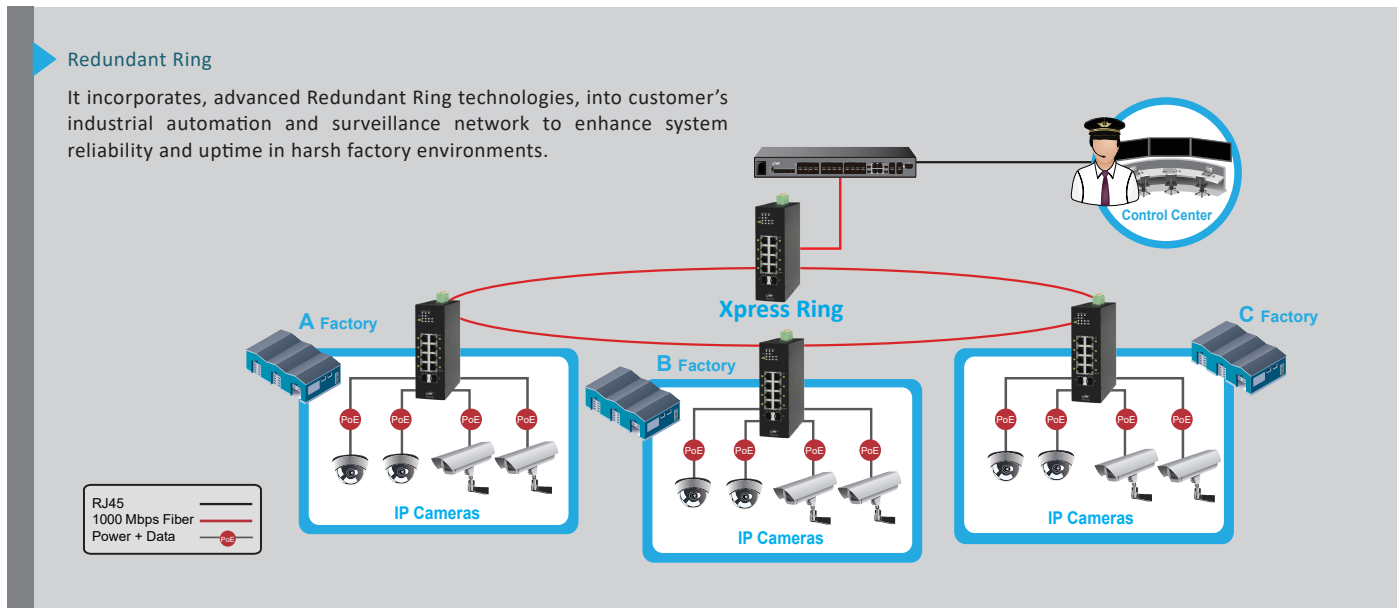 Redundant Ring
It incorporates, advanced Redundant Ring technologies, into customer’s
industrial automation and surveillance network to enhance system
reliability and uptime in harsh factory environments.
Control Center
Xpress Ring
A Factory
B Factory
C Factory
PoE PoE PoE PoE
PoE PoE PoE PoE
PoE PoE PoE PoE
IP Cameras
IP Cameras
IP Cameras
RJ45
1000 Mbps Fiber
Power + Data PoE